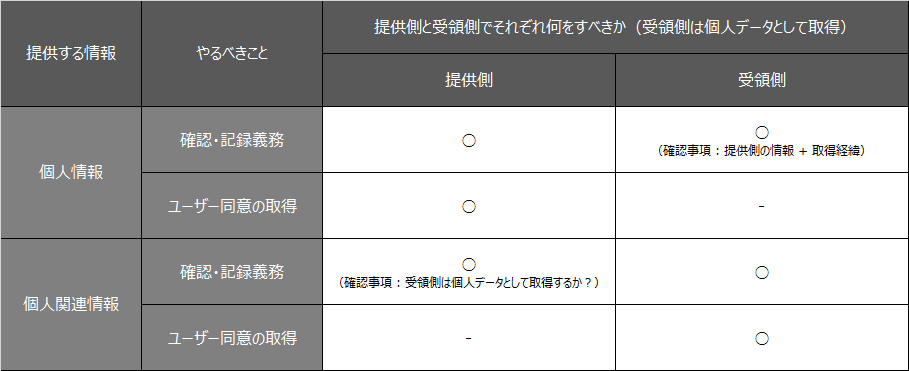 提供する情報
やるべきこと
提供側と受領側でそれぞれ何をすべきか（受領側は個人データとして取得）
提供側
受領側
個人情報
確認・記録義務
○
○
（確認事項：提供側の情報 + 取得経緯）
ユーザー同意の取得
○
-
個人関連情報
確認・記録義務
○
（確認事項：受領側は個人データとして取得するか？）
○
ユーザー同意の取得
-
○